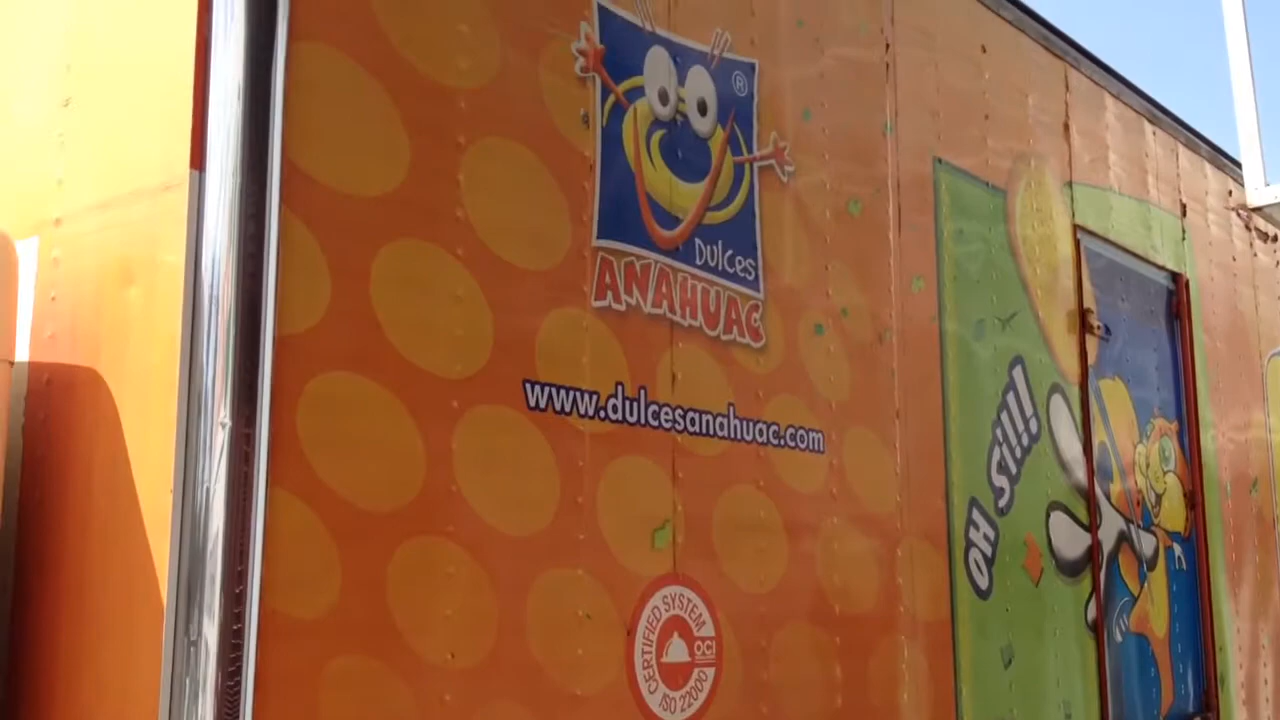 ®
Dulces
ANAHUAC
www.dulcesanahuac.com
OH Si!!!
CERTIFIED SYSTEM
OCI
ISO 22000